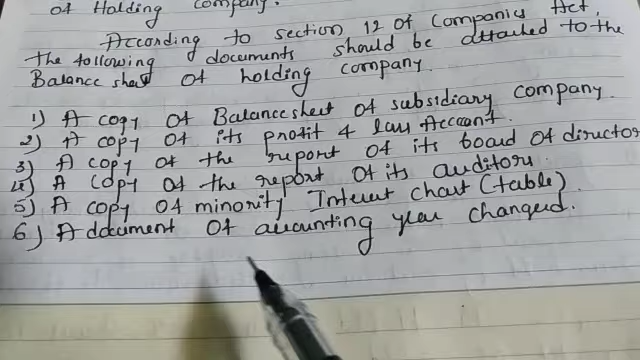 of Holding Company.
According to section 12 of Companies Act,
the following documents should be attached to the
Balance sheet of holding company.
1) A copy of Balance sheet of subsidiary company.
2) A copy of its profit & loss Account.
3) A copy of the report of its board of director
4) A copy of the report of its auditors.
5) A copy of minority Interest chart (table).
6) A document of accounting year changed.